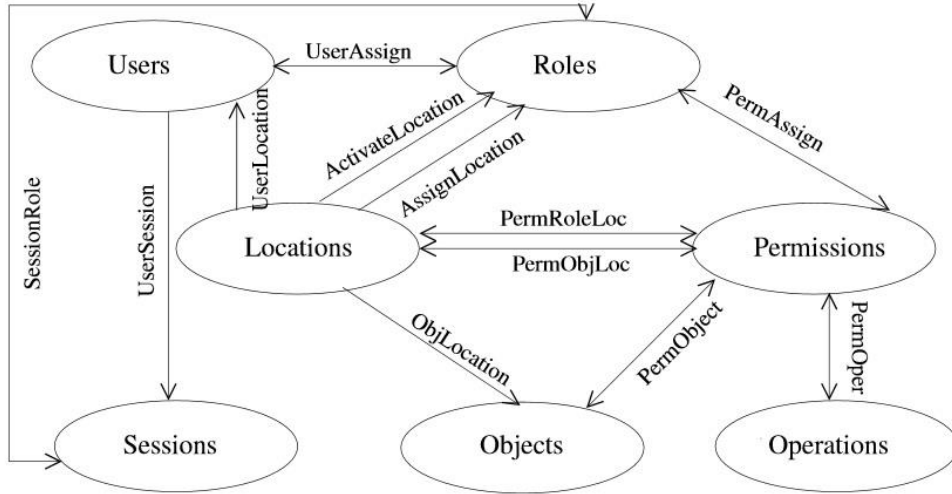 UserAssign
Users
Roles
PermAssign
UserLocation
ActivateLocation
AssignLocation
SessionRole
UserSession
Locations
PermRoleLoc
PermObjLoc
Permissions
ObjLocation
PermObject
PermOper
Sessions
Objects
Operations